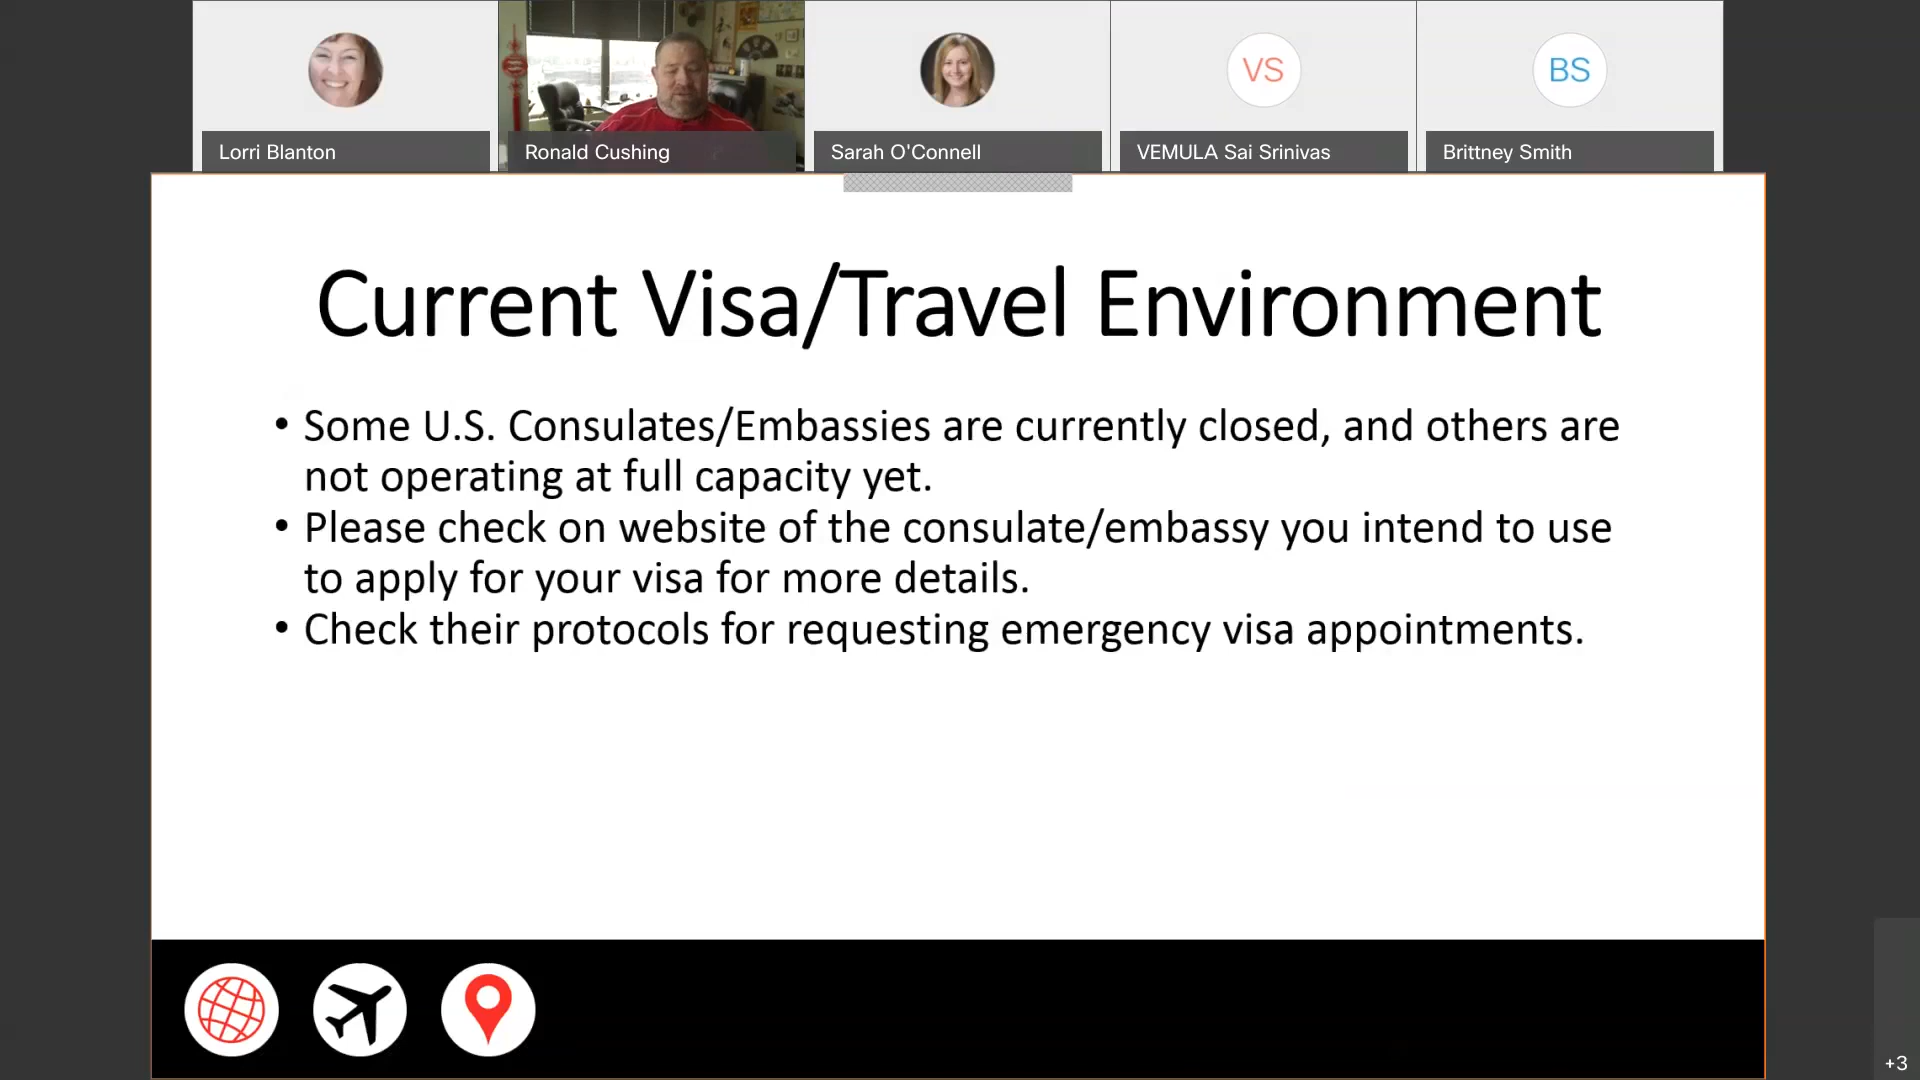 Lorri Blanton
Ronald Cushing
Sarah O'Connell
VS
VEMULA Sai Srinivas
BS
Brittney Smith
Current Visa/Travel Environment
• Some U.S. Consulates/Embassies are currently closed, and others are
not operating at full capacity yet.
• Please check on website of the consulate/embassy you intend to use
to apply for your visa for more details.
• Check their protocols for requesting emergency visa appointments.
+3